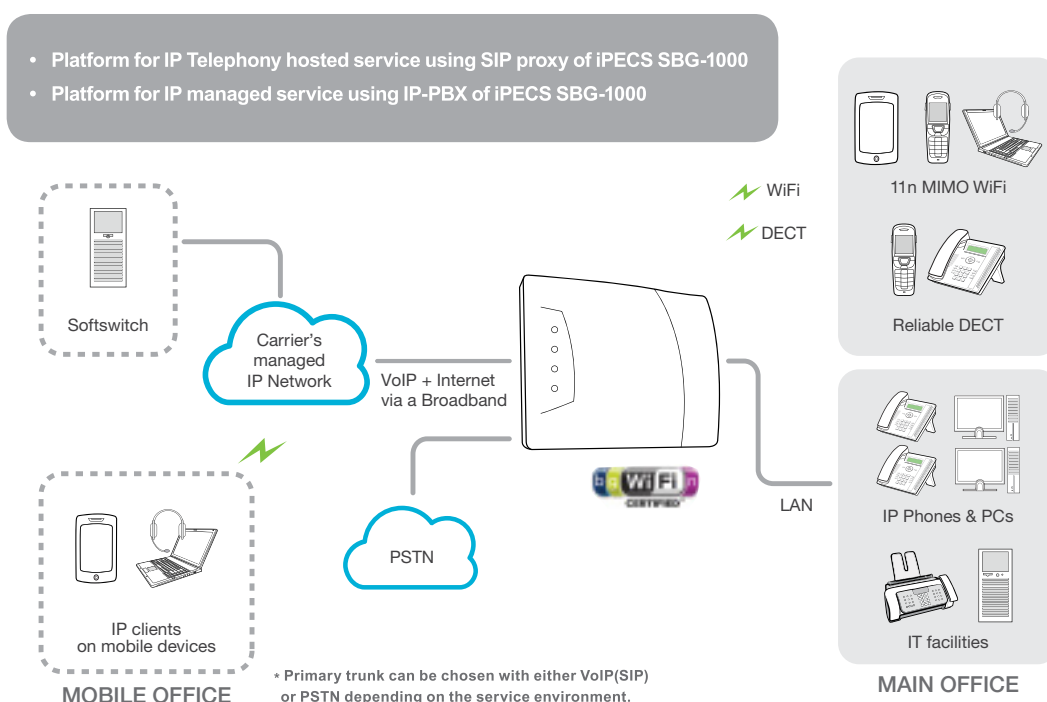 • Platform for IP Telephony hosted service using SIP proxy of iPECS SBG-1000
• Platform for IP managed service using IP-PBX of iPECS SBG-1000
WiFi
DECT
11n MIMO WiFi
Reliable DECT
Softswitch
Carrier's
managed
IP Network
VoIP + Internet
via a Broadband
b g Wi Fi n
CERTIFIED
LAN
PSTN
IP Phones & PCs
IT facilities
MAIN OFFICE
IP clients
on mobile devices
MOBILE OFFICE
* Primary trunk can be chosen with either VoIP(SIP)
or PSTN depending on the service environment.